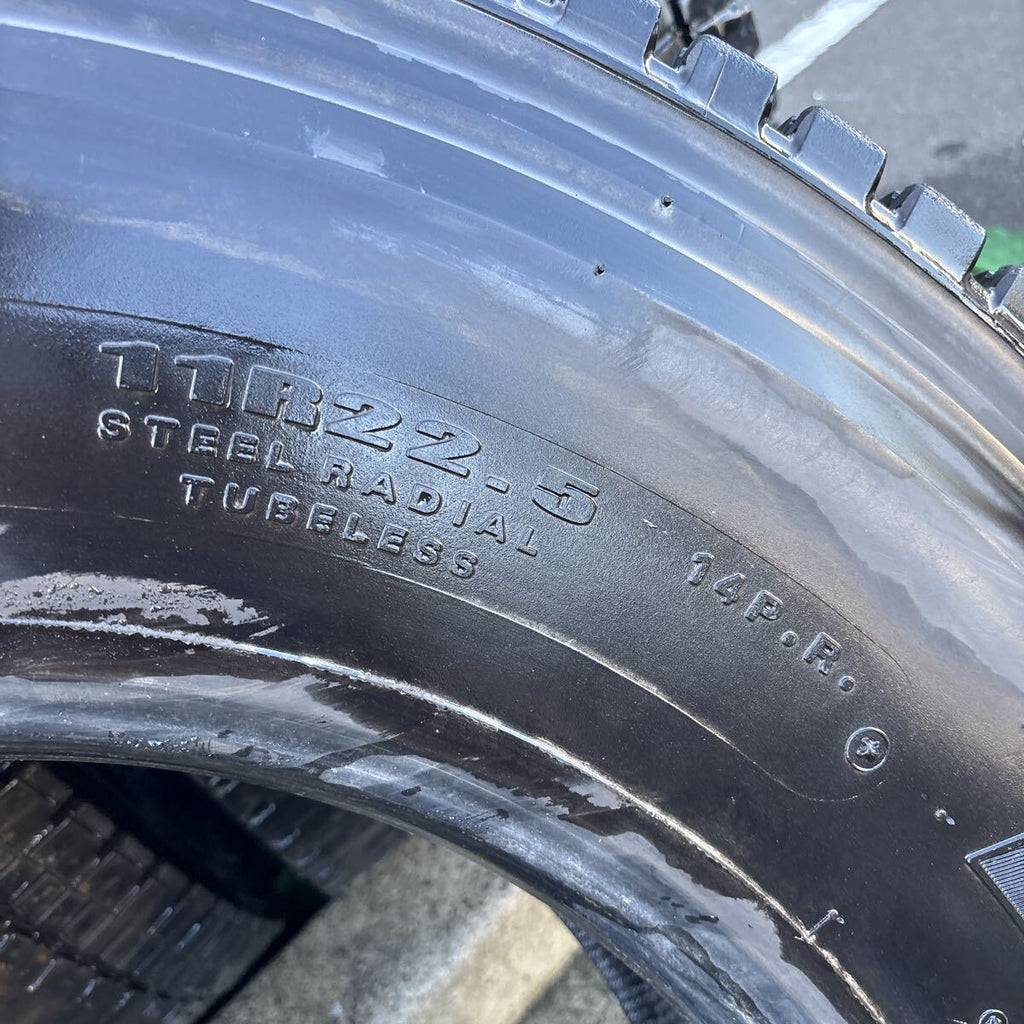 11R22.5
STEEL RADIAL
TUBELESS
14P.R.